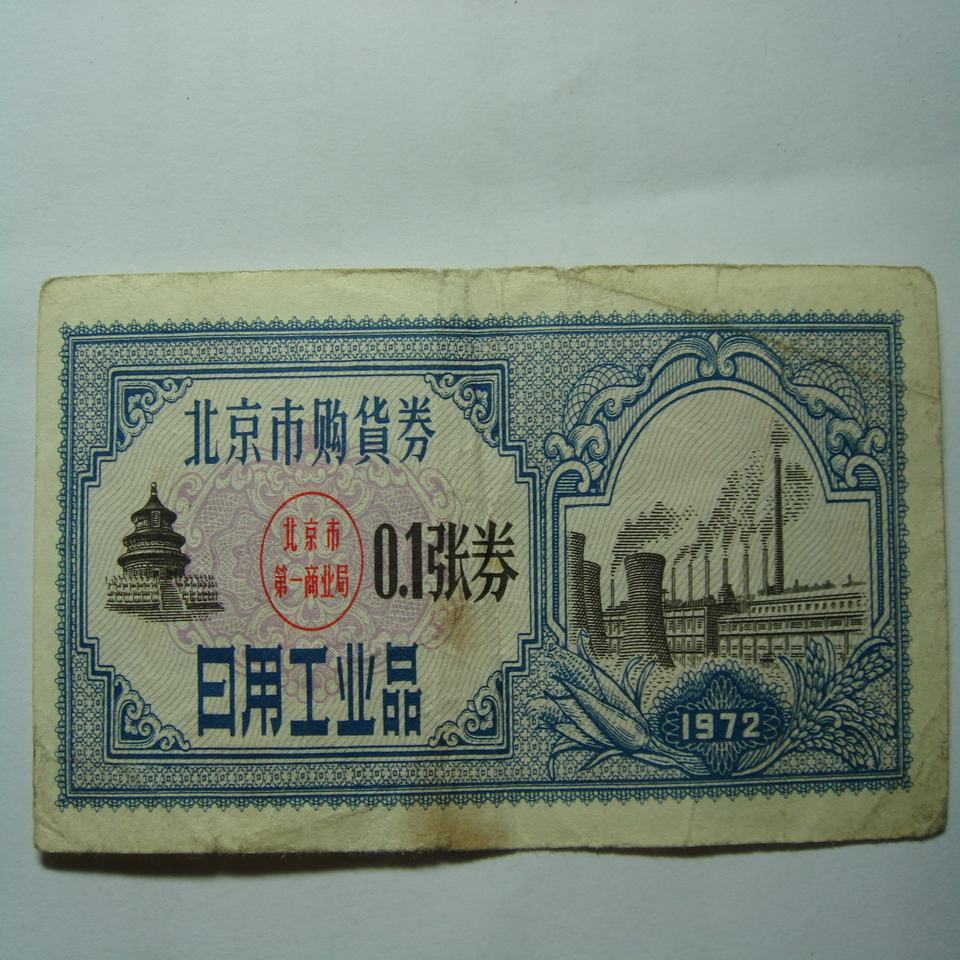 北京市购货券
北京市
第一商业局
0.1张券
日用工业品
1972